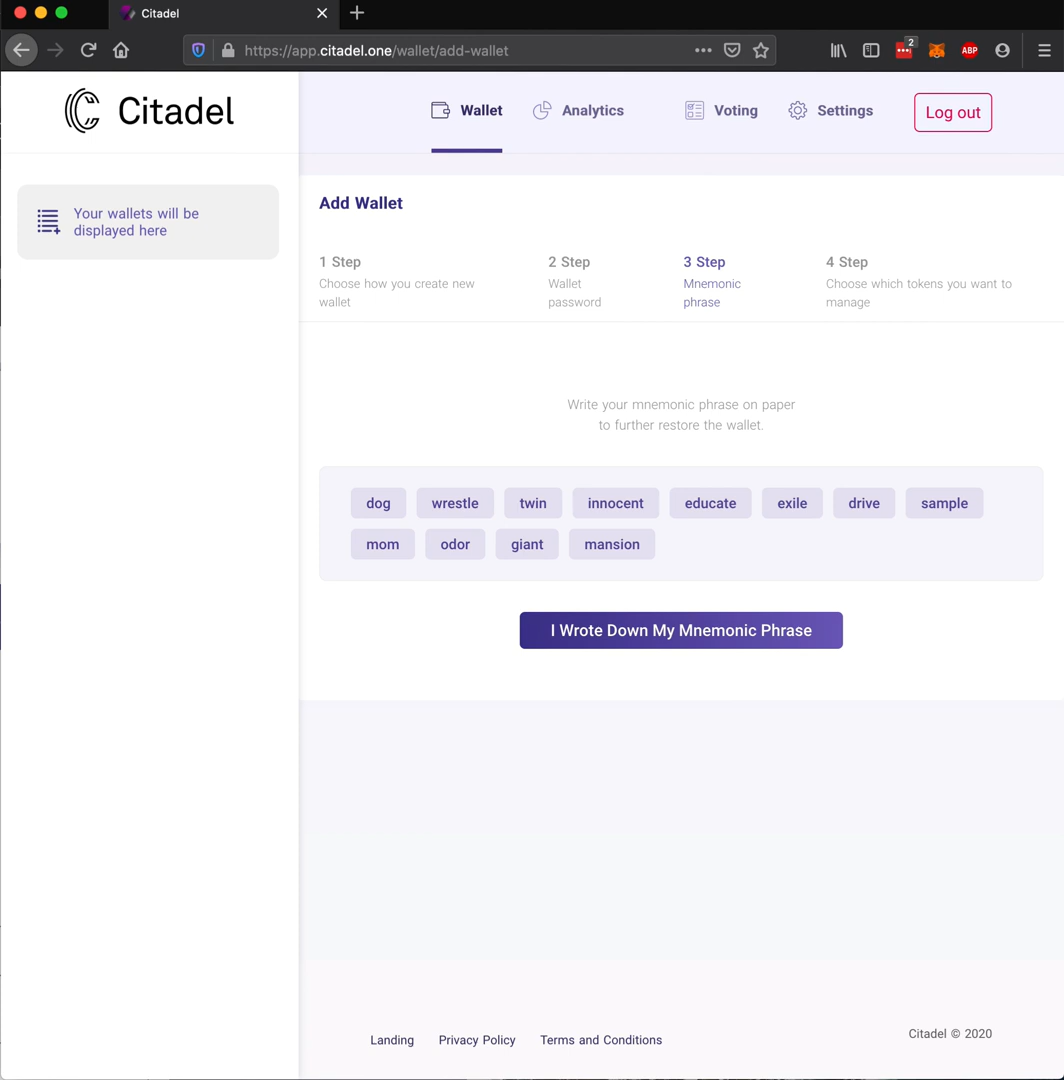 Citadel
https://app.citadel.one/wallet/add-wallet
2
ABP
Citadel
Wallet
Analytics
Voting
Settings
Log out
Your wallets will be
displayed here
Add Wallet
1 Step
Choose how you create new
wallet
2 Step
Wallet
password
3 Step
Mnemonic
phrase
4 Step
Choose which tokens you want to
manage
Write your mnemonic phrase on paper
to further restore the wallet.
dog wrestle twin innocent educate exile drive sample
mom odor giant mansion
I Wrote Down My Mnemonic Phrase
Landing Privacy Policy Terms and Conditions
Citadel © 2020